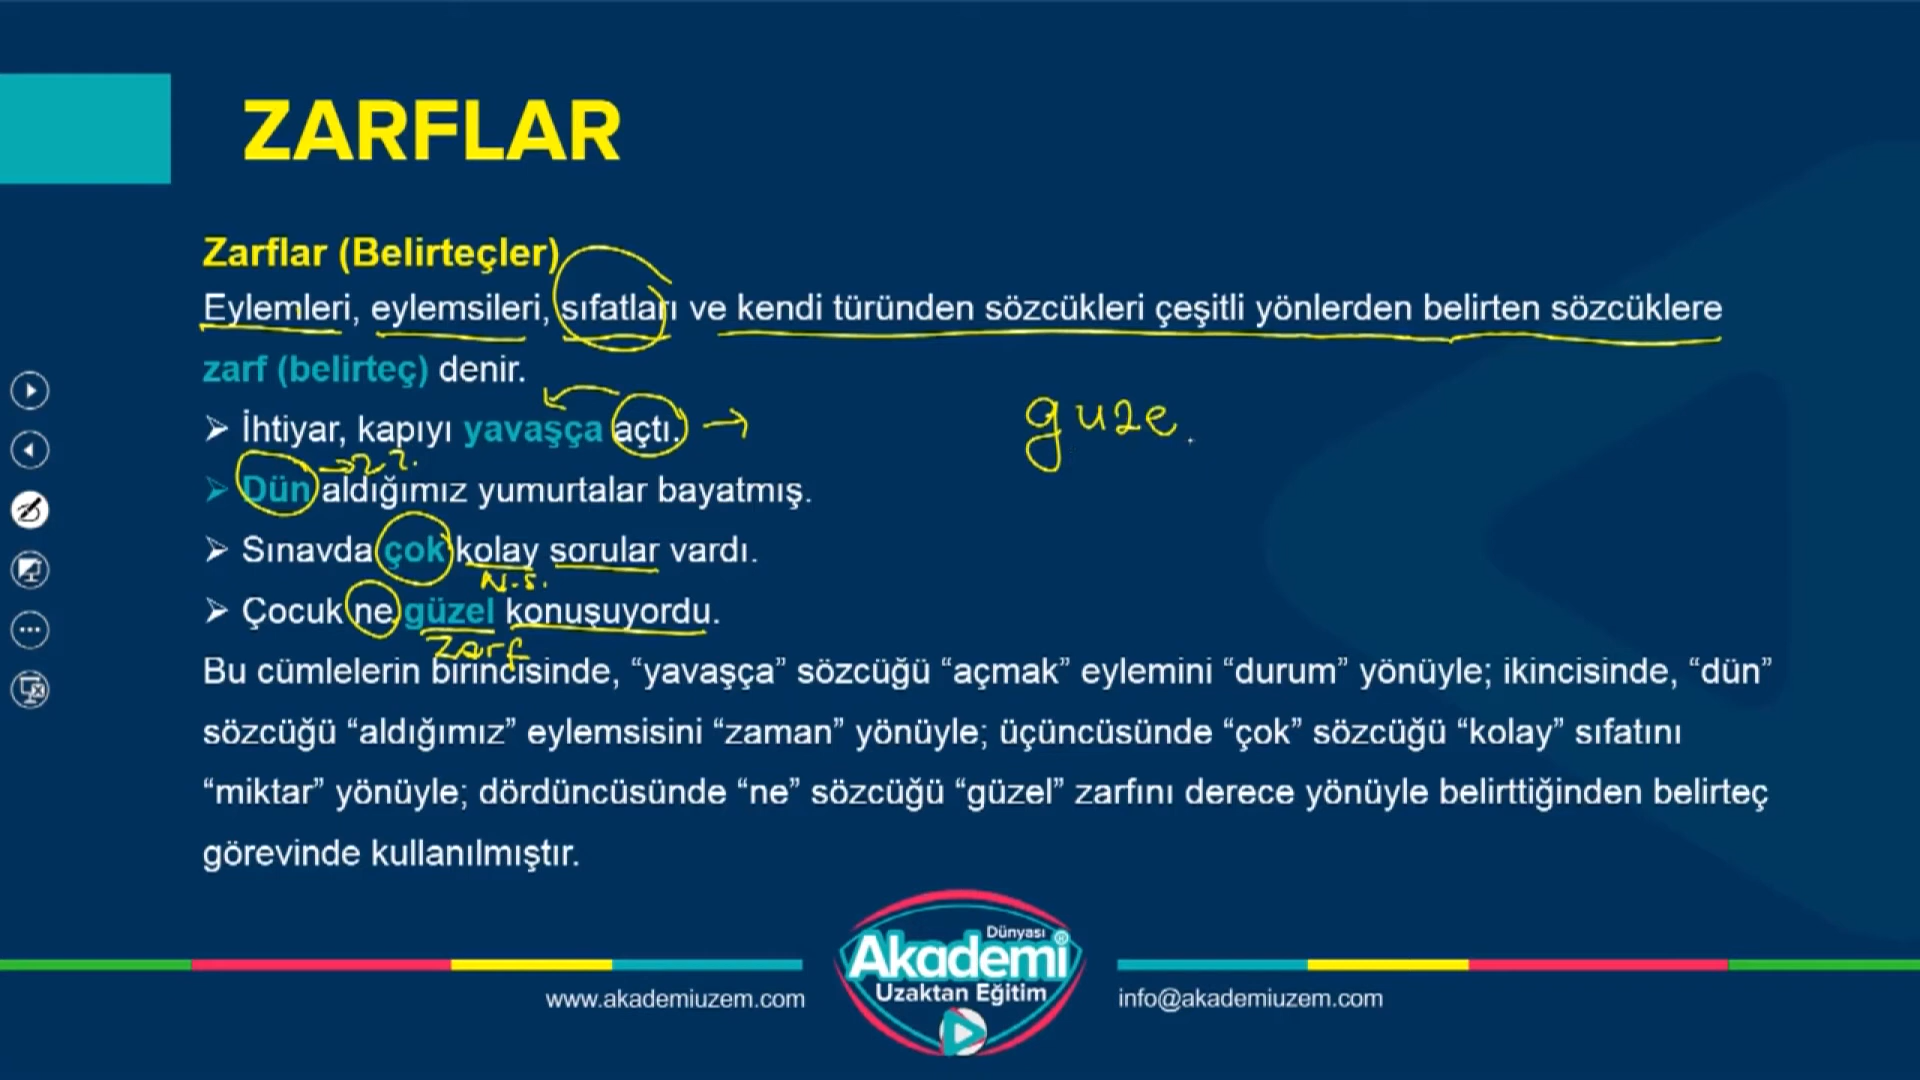 ZARFLAR
Zarflar (Belirteçler)
Eylemleri, eylemsileri, sıfatları ve kendi türünden sözcükleri çeşitli yönlerden belirten sözcüklere
zarf (belirteç) denir.
İhtiyar, kapıyı yavaşça açtı.
guze.
Dün aldığımız yumurtalar bayatmış.
Sınavda çok kolay sorular vardı.
N.S.
Çocuk ne güzel konuşuyordu.
Zarf
Bu cümlelerin birincisinde, “yavaşça” sözcüğü “açmak” eylemini “durum” yönüyle; ikincisinde, “dün”
sözcüğü “aldığımız” eylemsisini “zaman” yönüyle; üçüncüsünde “çok” sözcüğü “kolay” sıfatını
“miktar” yönüyle; dördüncüsünde “ne” sözcüğü “güzel” zarfını derece yönüyle belirttiğinden belirteç
görevinde kullanılmıştır.
Dünyası
Akademi®
Uzaktan Eğitim
www.akademiuzem.com
info@akademiuzem.com